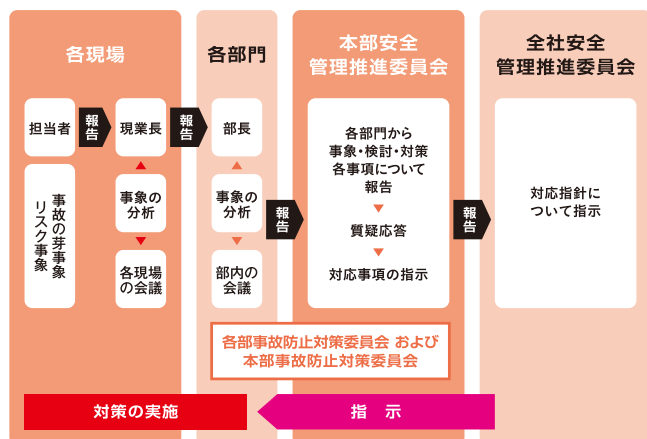 各現場
担当者
報告
現業長
報告
事故の芽事象
リスク事象
事象の
分析
各現場
の会議
各部門
部長
事象の
分析
部内の
会議
報告
本部安全
管理推進委員会
各部門から
事象・検討・対策
各事項について
報告
質疑応答
対応事項の指示
報告
全社安全
管理推進委員会
対応指針に
ついて指示
各部事故防止対策委員会 および
本部事故防止対策委員会
対策の実施
指 示